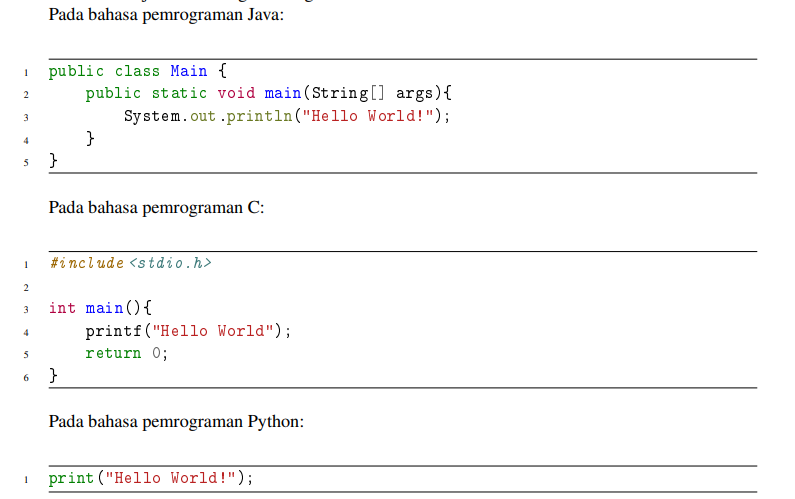 Pada bahasa pemrograman Java:
1 public class Main {
2     public static void main(String[] args){
3         System.out.println("Hello World!");
4     }
5 }
Pada bahasa pemrograman C:
1 #include <stdio.h>
2
3 int main(){
4     printf("Hello World");
5     return 0;
6 }
Pada bahasa pemrograman Python:
1 print("Hello World!");